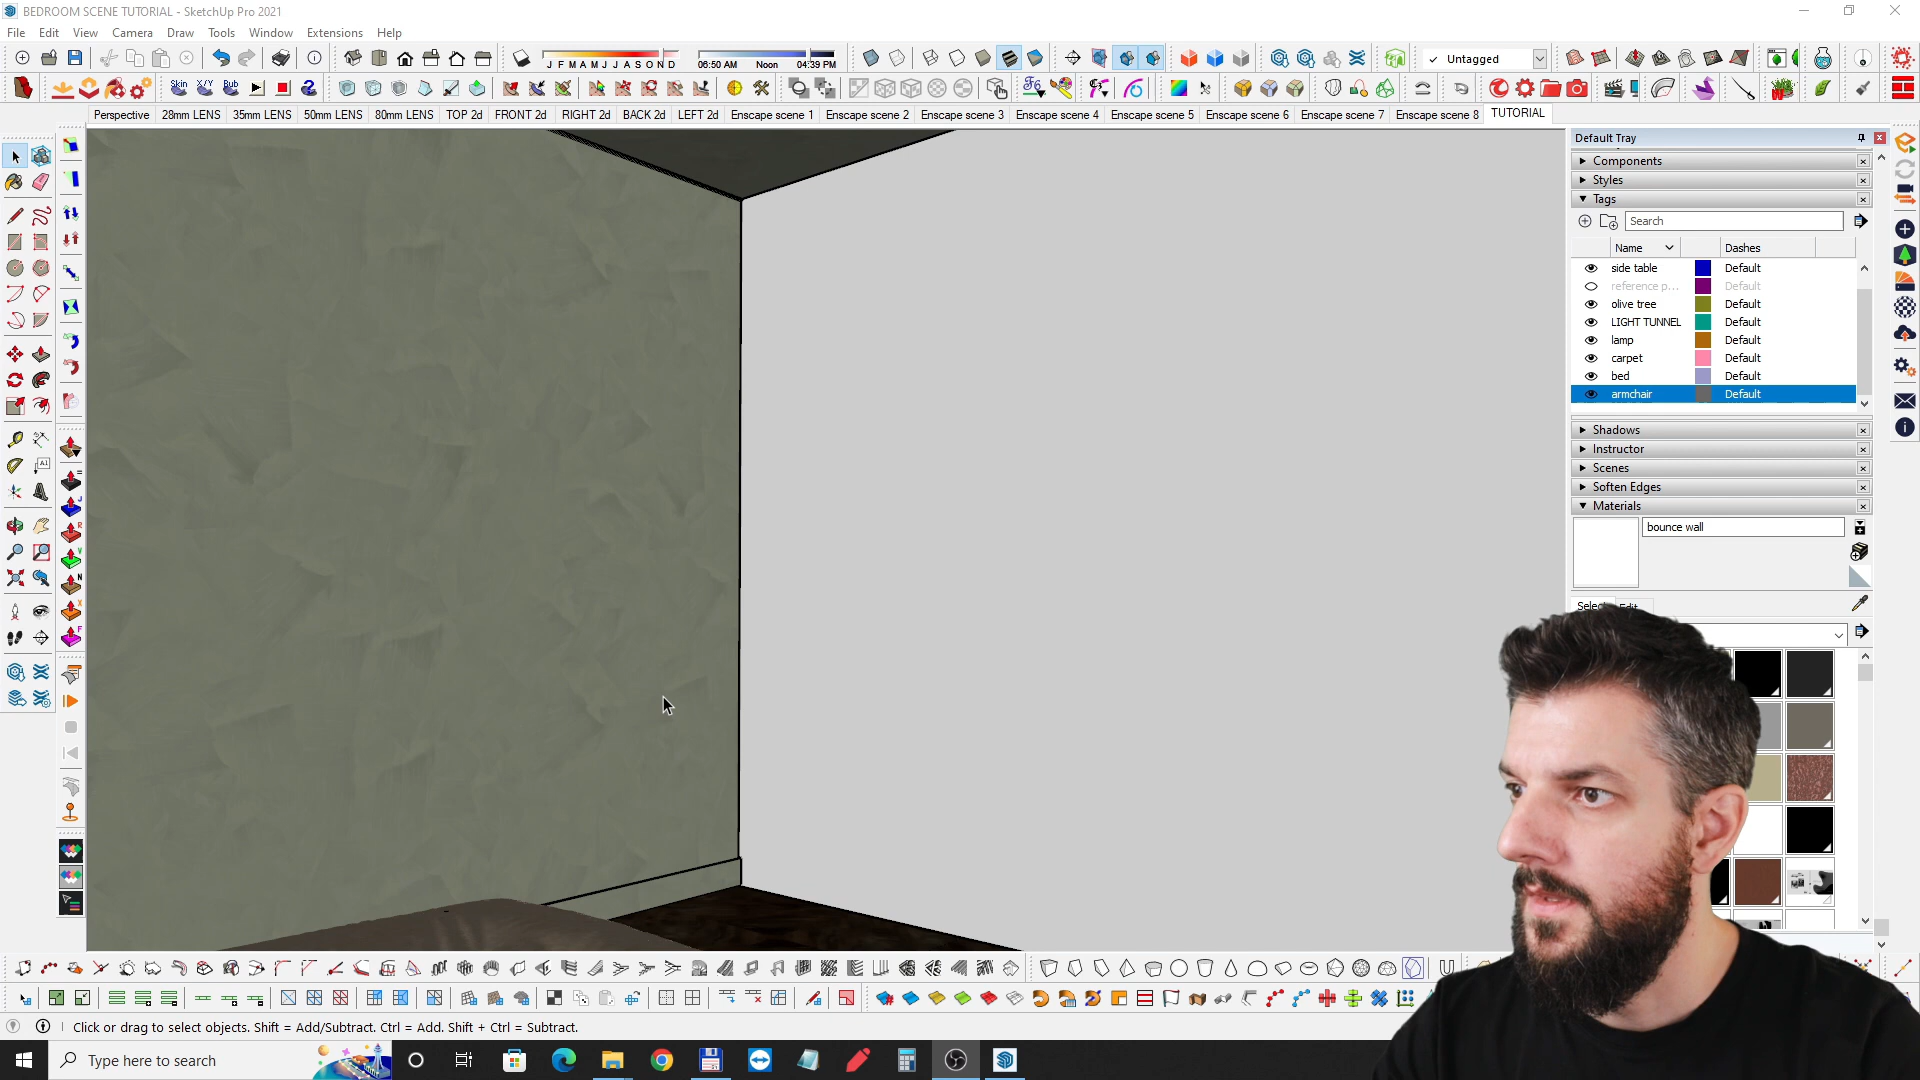 BEDROOM SCENE TUTORIAL - SketchUp Pro 2021
File Edit View Camera Draw Tools Window Extensions Help
J F M A M J J A S O N D
06:50 AM Noon 04:39 PM
Untagged
Skin X/Y Bub
Perspective 28mm LENS 35mm LENS 50mm LENS 80mm LENS TOP 2d FRONT 2d RIGHT 2d BACK 2d LEFT 2d Enscape scene 1 Enscape scene 2 Enscape scene 3 Enscape scene 4 Enscape scene 5 Enscape scene 6 Enscape scene 7 Enscape scene 8 TUTORIAL
Default Tray
Components
Styles
Tags
Search
Name Dashes
side table Default
reference p... Default
olive tree Default
LIGHT TUNNEL Default
lamp Default
carpet Default
bed Default
armchair Default
Shadows
Instructor
Scenes
Soften Edges
Materials
bounce wall
Click or drag to select objects. Shift = Add/Subtract. Ctrl = Add. Shift + Ctrl = Subtract.
Type here to search